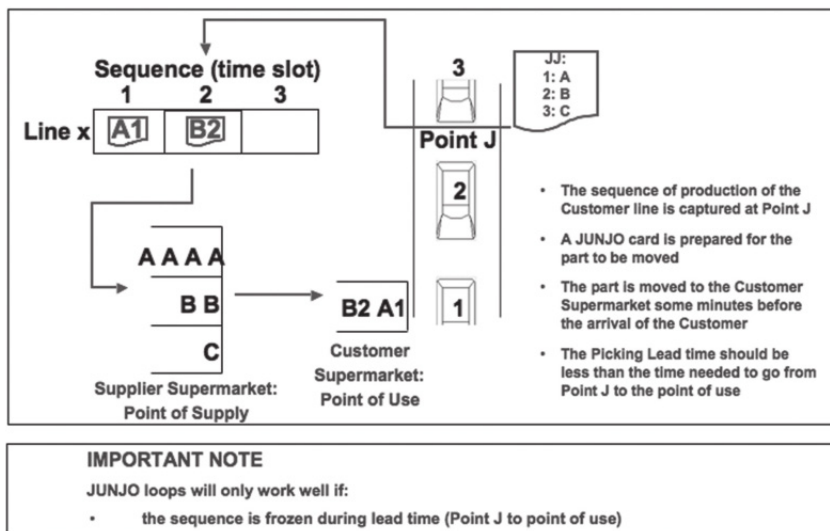 Sequence (time slot)
1 2 3
Line x A1 B2
3
Point J
2
1
JJ:
1: A
2: B
3: C
A A A A
B B
C
Supplier Supermarket:
Point of Supply
B2 A1
Customer
Supermarket:
Point of Use
• The sequence of production of the
Customer line is captured at Point J
• A JUNJO card is prepared for the
part to be moved
• The part is moved to the Customer
Supermarket some minutes before
the arrival of the Customer
• The Picking Lead time should be
less than the time needed to go from
Point J to the point of use
IMPORTANT NOTE
JUNJO loops will only work well if:
• the sequence is frozen during lead time (Point J to point of use)